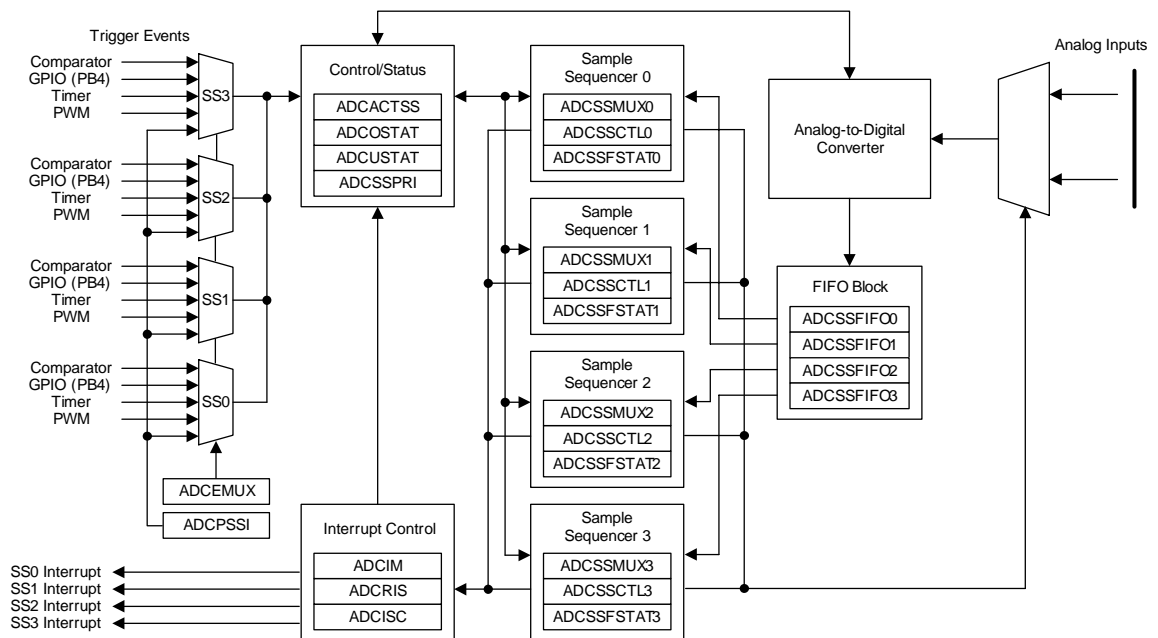 Trigger Events
Comparator
GPIO (PB4)
Timer
PWM
SS3
Comparator
GPIO (PB4)
Timer
PWM
SS2
Comparator
GPIO (PB4)
Timer
PWM
SS1
Comparator
GPIO (PB4)
Timer
PWM
SS0
ADCEMUX
ADCPSSI
Control/Status
ADCACTSS
ADCOSTAT
ADCUSTAT
ADCSSPRI
Interrupt Control
ADCIM
ADCRIS
ADCISC
SS0 Interrupt
SS1 Interrupt
SS2 Interrupt
SS3 Interrupt
Sample
Sequencer 0
ADCSSMUX0
ADCSSCTL0
ADCSSFSTAT0
Sample
Sequencer 1
ADCSSMUX1
ADCSSCTL1
ADCSSFSTAT1
Sample
Sequencer 2
ADCSSMUX2
ADCSSCTL2
ADCSSFSTAT2
Sample
Sequencer 3
ADCSSMUX3
ADCSSCTL3
ADCSSFSTAT3
Analog-to-Digital
Converter
FIFO Block
ADCSSFIFO0
ADCSSFIFO1
ADCSSFIFO2
ADCSSFIFO3
Analog Inputs